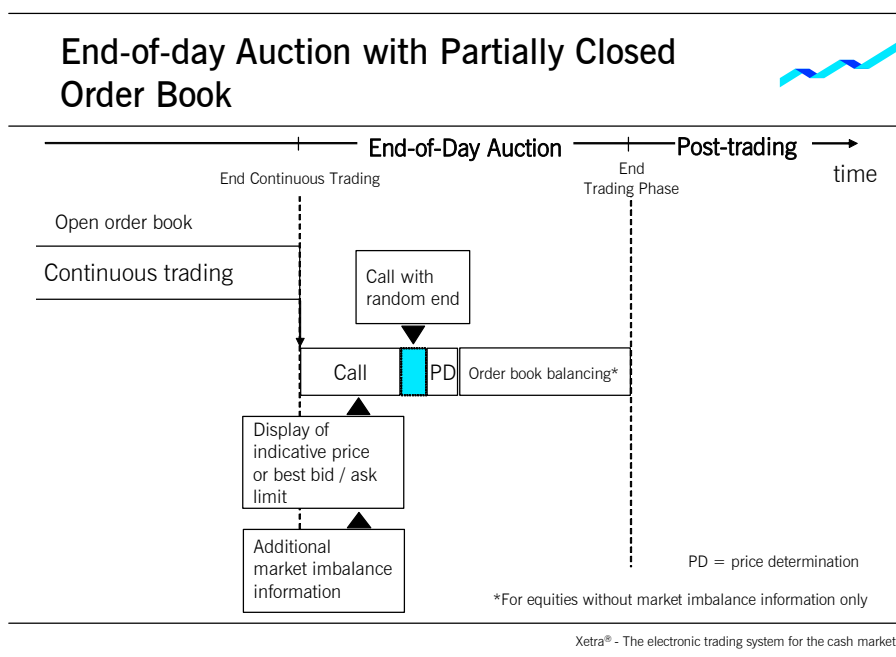 End-of-day Auction with Partially Closed
Order Book
End-of-Day Auction
Post-trading
time
End Continuous Trading
End
Trading Phase
Open order book
Continuous trading
Call with
random end
Call
PD
Order book balancing*
Display of
indicative price
or best bid / ask
limit
Additional
market imbalance
information
PD = price determination
*For equities without market imbalance information only
Xetra® - The electronic trading system for the cash market